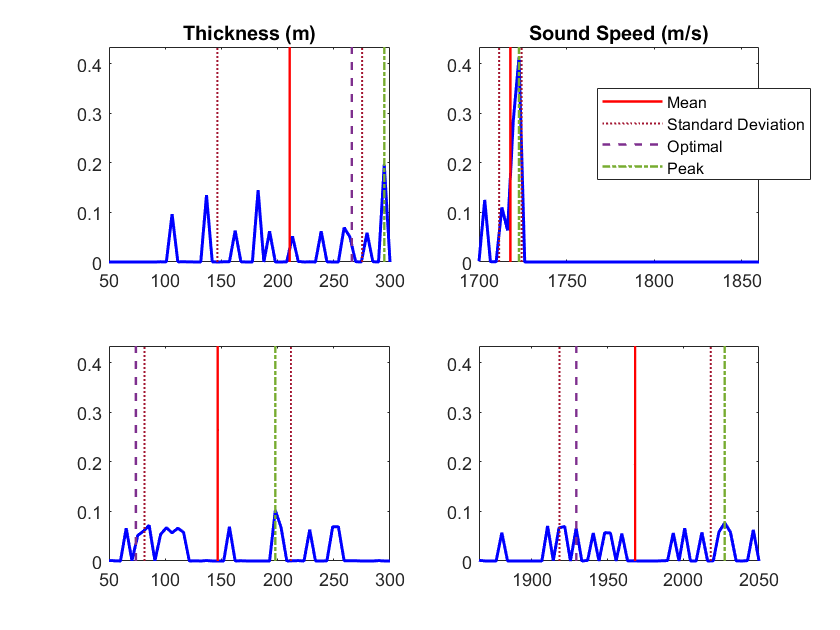 Thickness (m)
Sound Speed (m/s)
0.4
0.3
0.2
0.1
0
50 100 150 200 250 300
0.4
0.3
0.2
0.1
0
1700 1750 1800 1850
Mean
Standard Deviation
Optimal
Peak
0.4
0.3
0.2
0.1
0
50 100 150 200 250 300
0.4
0.3
0.2
0.1
0
1900 1950 2000 2050